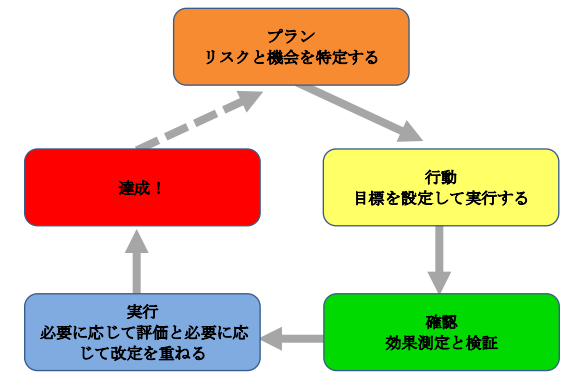 プラン
リスクと機会を特定する
行動
目標を設定して実行する
確認
効果測定と検証
実行
必要に応じて評価と必要に応
じて改定を重ねる
達成！